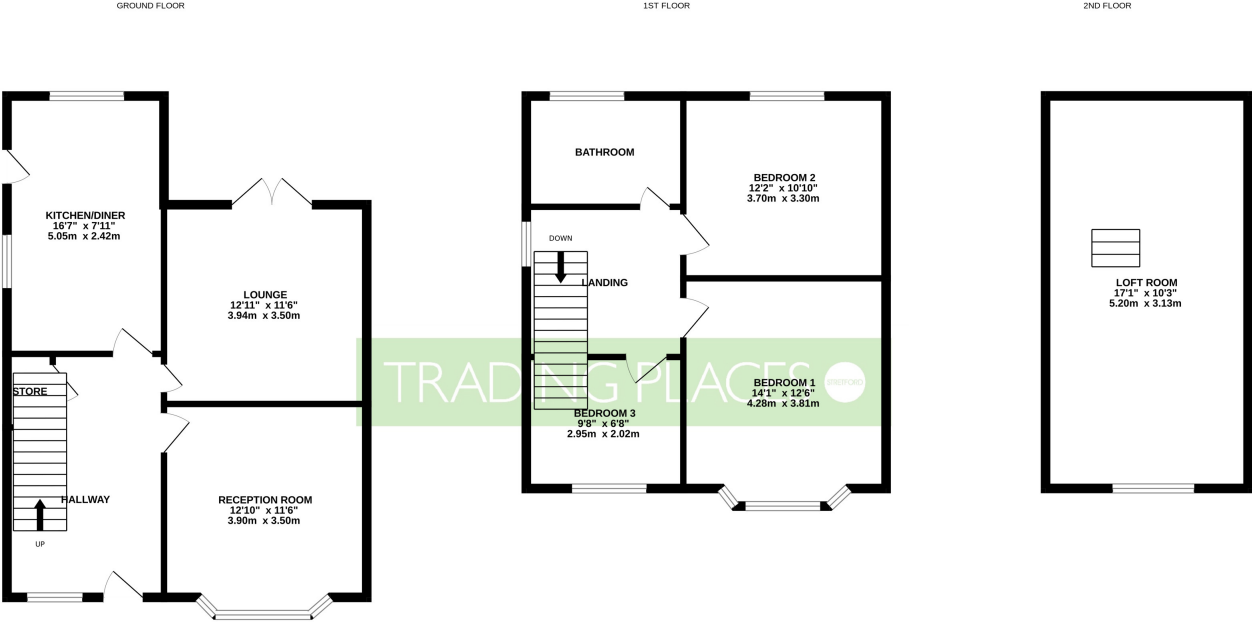 GROUND FLOOR
1ST FLOOR
2ND FLOOR
KITCHEN/DINER
16'7" x 7'11"
5.05m x 2.42m
LOUNGE
12'11" x 11'6"
3.94m x 3.50m
STORE
HALLWAY
UP
RECEPTION ROOM
12'10" x 11'6"
3.90m x 3.50m
BATHROOM
BEDROOM 2
12'2" x 10'10"
3.70m x 3.30m
DOWN
LANDING
BEDROOM 1
14'1" x 12'6"
4.28m x 3.81m
BEDROOM 3
9'8" x 6'8"
2.95m x 2.02m
LOFT ROOM
17'1" x 10'3"
5.20m x 3.13m
TRADING PLACES
STRETFORD